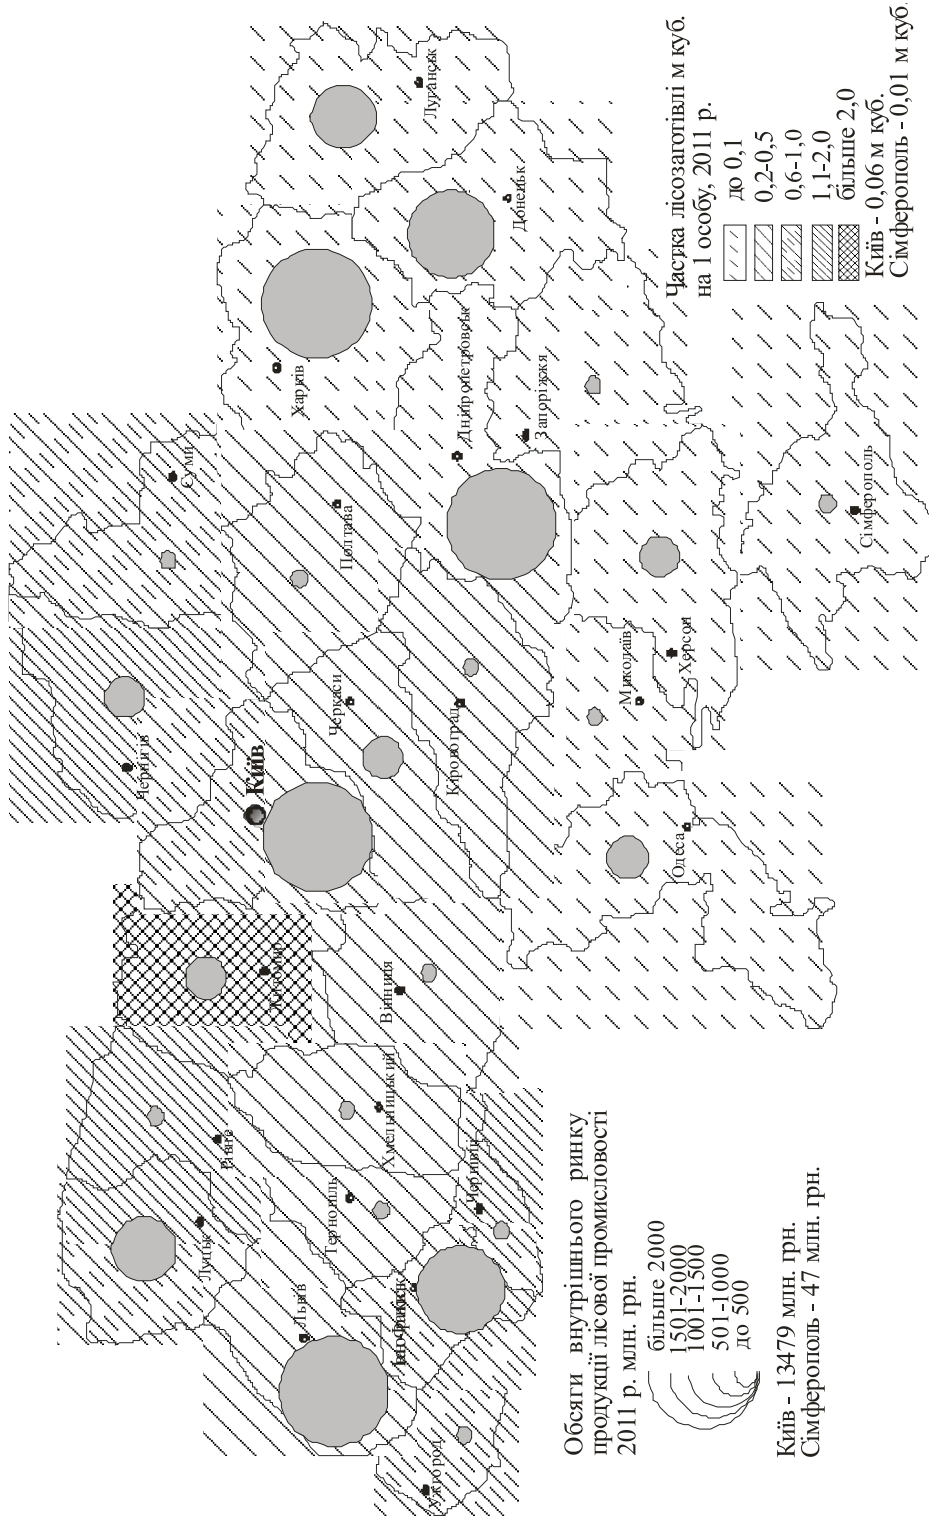 Суми
Чернігів
Луцьк
Рівне
Житомир
Київ
Харків
Полтава
Луганськ
Львів
Тернопіль
Хмельницький
Вінниця
Черкаси
Кіровоград
Дніпропетровськ
Донецьк
Запоріжжя
Ужгород
Чернівці
Одеса
Миколаїв
Херсон
Сімферополь
Обсяги внутрішнього ринку
продукції лісової промисловості
2011 р. млн. грн.
більше 2000
1501-2000
1001-1500
501-1000
до 500
Київ - 13479 млн. грн.
Сімферополь - 47 млн. грн.
Частка лісозаготівлі м куб.
на 1 особу, 2011 р.
до 0,1
0,2-0,5
0,6-1,0
1,1-2,0
більше 2,0
Київ - 0,06 м куб.
Сімферополь - 0,01 м куб.